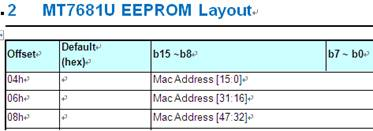 2 MT7681U EEPROM Layout
Offset Default (hex) b15 ~b8 b7 ~ b0
04h Mac Address [15:0]
06h Mac Address [31:16]
08h Mac Address [47:32]